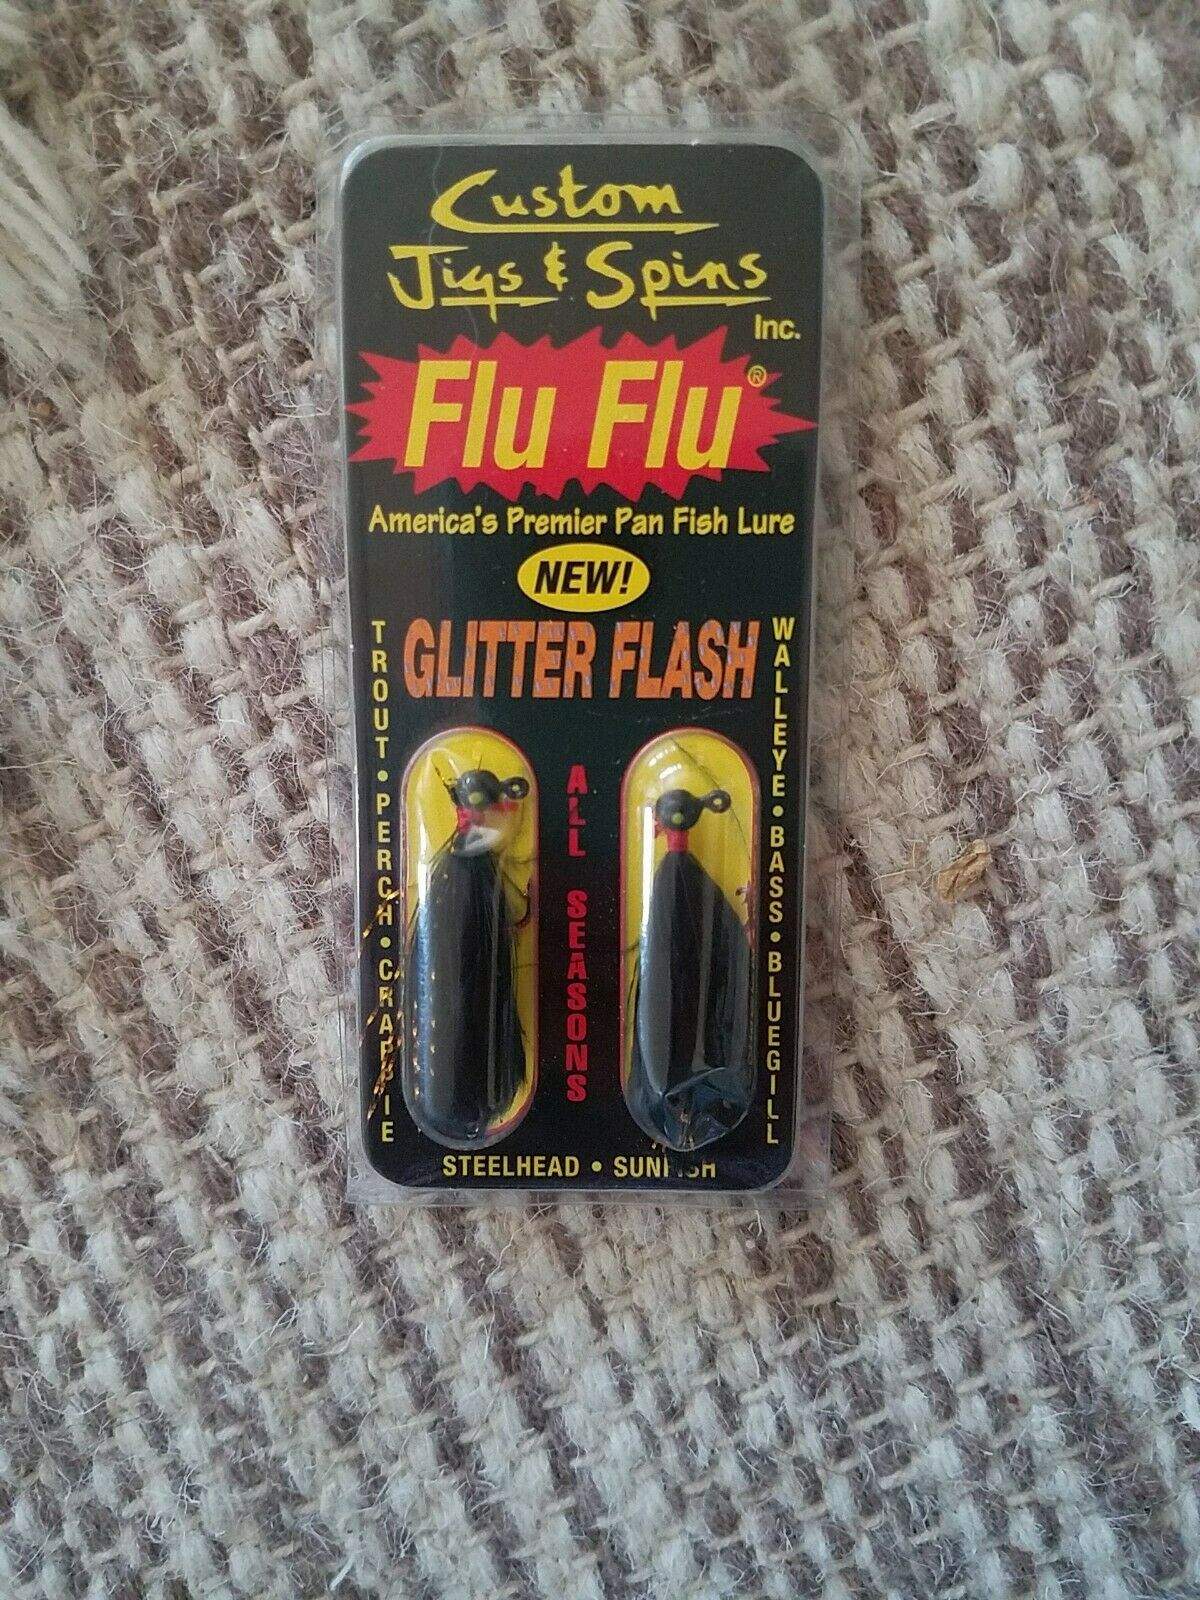 Custom
Jigs & Spins
Inc.
Flu Flu®
America's Premier Pan Fish Lure
NEW!
GLITTER FLASH
TROUT • PERCH • CRAPPIE
ALL SEASONS
WALLEYE • BASS • BLUEGILL
STEELHEAD • SUNFISH